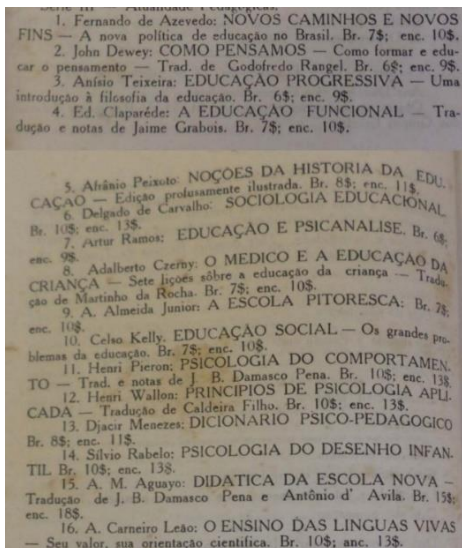 Série III — Atualidade Pedagógicas:
1. Fernando de Azevedo: NOVOS CAMINHOS E NOVOS
FINS — A nova política de educação no Brasil. Br. 7$; enc. 10$.
2. John Dewey: COMO PENSAMOS — Como formar e edu-
car o pensamento — Trad. de Godofredo Rangel. Br. 6$; enc. 9$.
3. Anísio Teixeira: EDUCAÇÃO PROGRESSIVA — Uma
introdução à filosofia da educação. Br. 6$; enc. 9$.
4. Ed. Claparéde: A EDUCAÇÃO FUNCIONAL — Tra-
dução e notas de Jaime Grabois. Br. 7$; enc. 10$.
5. Afrânio Peixoto: NOÇÕES DA HISTORIA DA EDU-
CAÇAO — Edição profusamente ilustrada. Br. 8$; enc. 11$.
6. Delgado de Carvalho: SOCIOLOGIA EDUCACIONAL
Br. 10$; enc. 13$.
7. Artur Ramos: EDUCAÇÃO E PSICANALISE. Br. 6$;
enc. 9$.
8. Adalberto Czerny: O MEDICO E A EDUCAÇÃO DA
CRIANÇA — Sete lições sôbre a educação da criança — Tradu-
ção de Martinho da Rocha. Br. 7$; enc. 10$.
9. A. Almeida Junior: A ESCOLA PITORESCA: Br. 7$;
enc. 10$.
10. Celso Kelly. EDUCAÇÃO SOCIAL — Os grandes pro-
blemas da educação. Br. 7$; enc. 10$.
11. Henri Pieron: PSICOLOGIA DO COMPORTAMEN-
TO — Trad. e notas de J. B. Damasco Pena. Br. 10$; enc. 13$
12. Henri Wallon: PRINCIPIOS DE PSICOLOGIA APLI-
CADA — Tradução de Caldeira Filho. Br. 10$; enc. 13$.
13. Djacir Menezes: DICIONARIO PSICO-PEDAGOGICO
Br. 8$; enc. 11$.
14. Sílvio Rabelo: PSICOLOGIA DO DESENHO INFAN-
TIL Br. 10$; enc. 13$.
15. A. M. Aguayo: DIDATICA DA ESCOLA NOVA —
Tradução de J. B. Damasco Pena e Antônio d' Avila. Br. 15$;
enc. 18$.
16. A. Carneiro Leão: O ENSINO DAS LINGUAS VIVAS
— Seu valor, sua orientação cientifica. Br. 10$; anc. 13$.